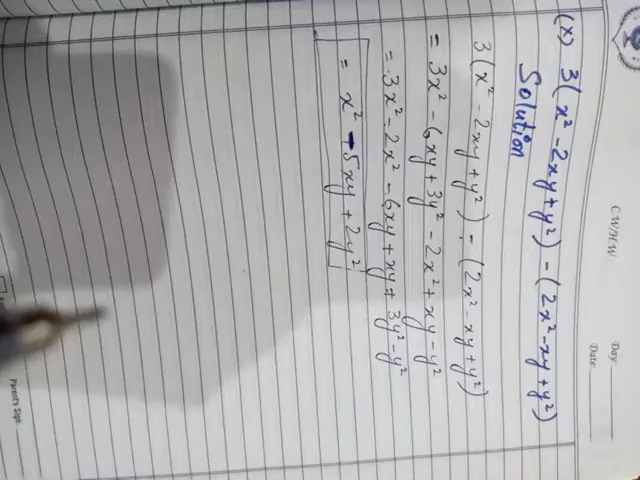 CW/HW
Day:
Date:
(x) 3(x² - 2xy + y²) - (2x² - xy + y²)
Solution
3(x² - 2xy + y²) - (2x² - xy + y²)
= 3x² - 6xy + 3y² - 2x² + xy - y²
= 3x² - 2x² - 6xy + xy + 3y² - y²
= x² - 5xy + 2y²
Parent's Sign